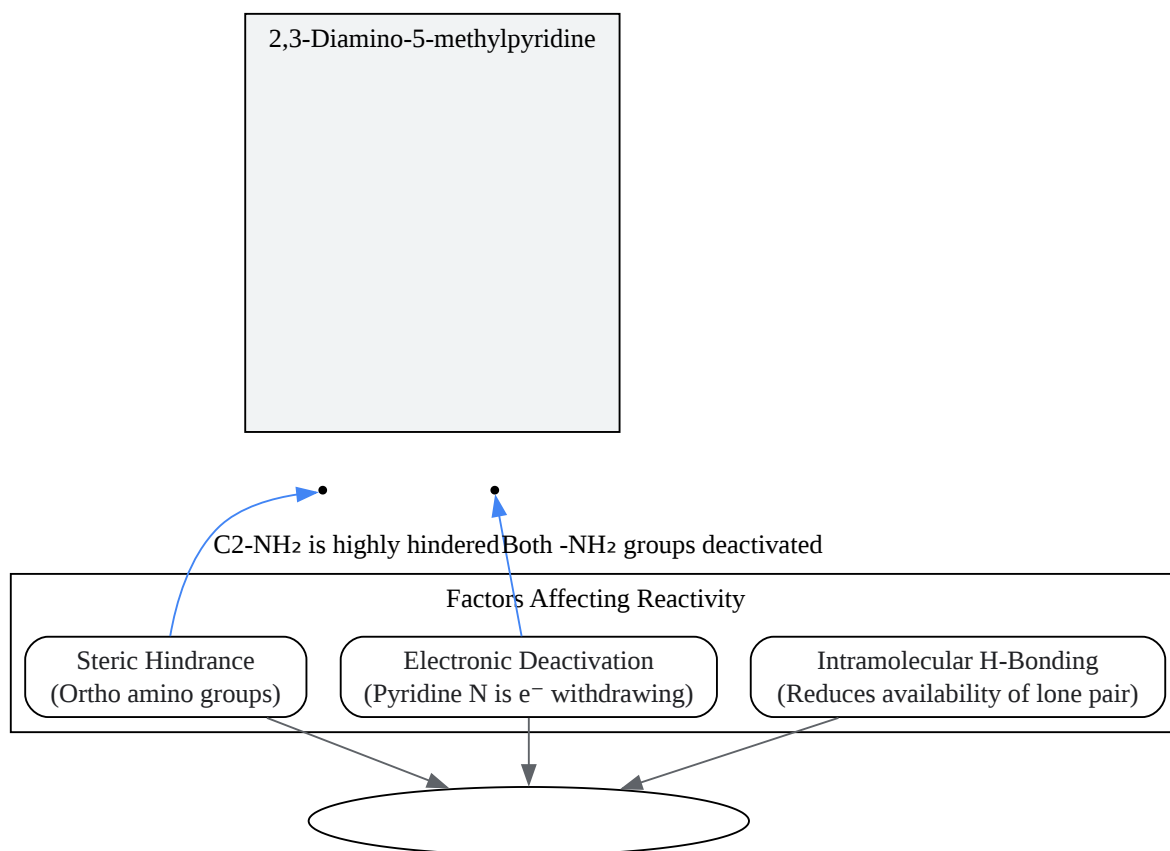 2,3-Diamino-5-methylpyridine
C2-NH₂ is highly hindered
Both -NH₂ groups deactivated
Factors Affecting Reactivity
Steric Hindrance
(Ortho amino groups)
Electronic Deactivation
(Pyridine N is e⁻ withdrawing)
Intramolecular H-Bonding
(Reduces availability of lone pair)